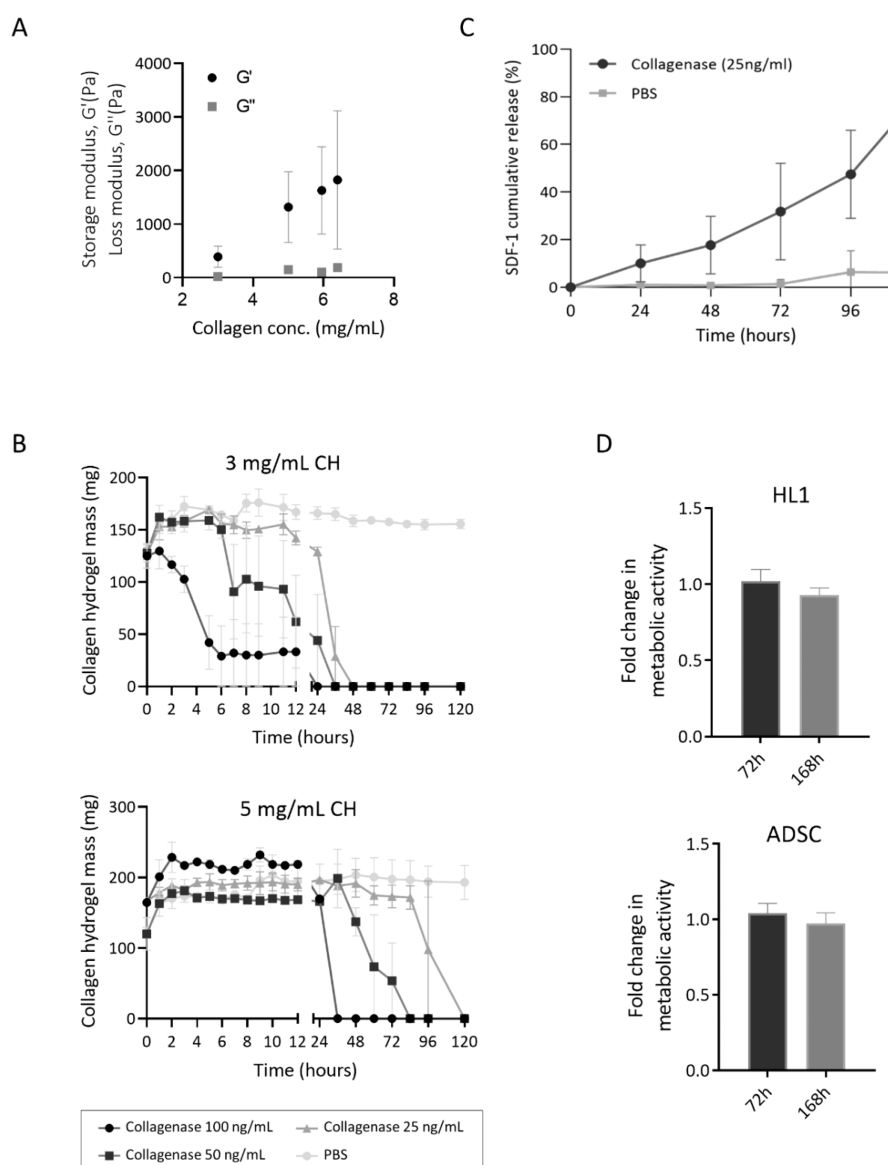 A
Storage modulus, G'(Pa)
Loss modulus, G"(Pa)
4000
3000
2000
1000
0
G'
G"
2 4 6 8
Collagen conc. (mg/mL)
C
SDF-1 cumulative release (%)
100
80
60
40
20
0
Collagenase (25ng/ml)
PBS
0 24 48 72 96
Time (hours)
B
3 mg/mL CH
Collagen hydrogel mass (mg)
200
150
100
50
0
0 2 4 6 8 10 12 24 48 72 96 120
Time (hours)
5 mg/mL CH
Collagen hydrogel mass (mg)
300
200
100
0
0 2 4 6 8 10 12 24 48 72 96 120
Time (hours)
Collagenase 100 ng/mL Collagenase 25 ng/mL
Collagenase 50 ng/mL PBS
D
HL1
Fold change in
metabolic activity
1.5
1.0
0.5
0.0
72h 168h
ADSC
Fold change in
metabolic activity
1.5
1.0
0.5
0.0
72h 168h